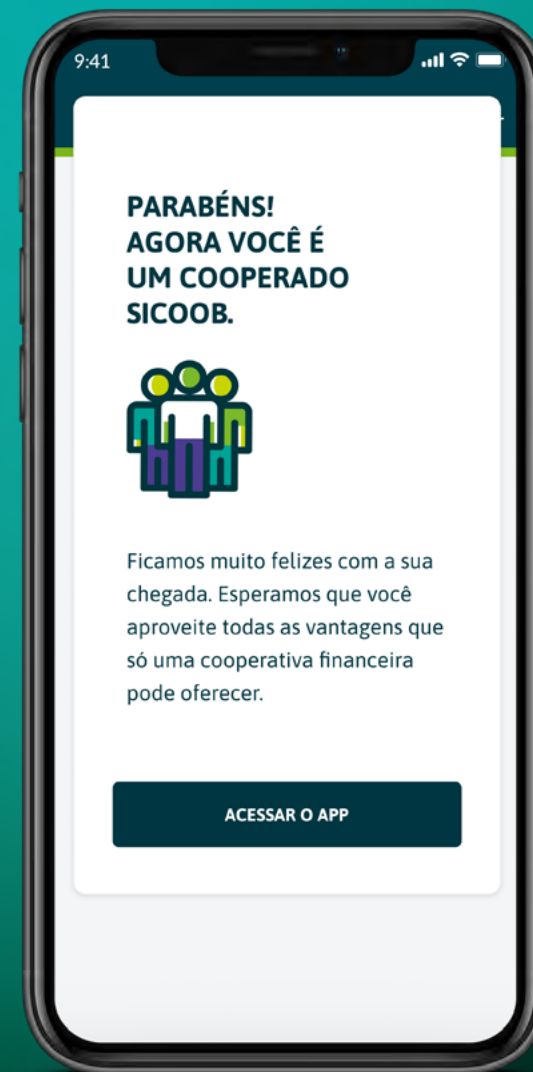 9:41
PARABÉNS!
AGORA VOCÊ É
UM COOPERADO
SICOOB.
Ficamos muito felizes com a sua
chegada. Esperamos que você
aproveite todas as vantagens que
só uma cooperativa financeira
pode oferecer.
ACESSAR O APP